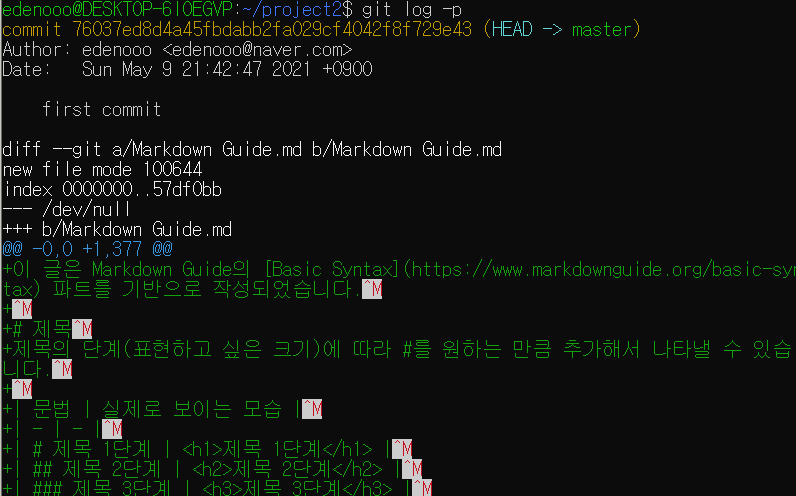 edenooo@DESKTOP-6IOEGVP:~/project2$ git log -p
commit 76037ed8d4a45fbdabb2fa029cf4042f8f729e43 (HEAD -> master)
Author: edenooo <edenooo@naver.com>
Date:   Sun May 9 21:42:47 2021 +0900
    first commit
diff --git a/Markdown Guide.md b/Markdown Guide.md
new file mode 100644
index 0000000..57df0bb
--- /dev/null
+++ b/Markdown Guide.md
@@ -0,0 +1,377 @@
+이 글은 Markdown Guide의 [Basic Syntax](https://www.markdownguide.org/basic-syn
tax) 파트를 기반으로 작성되었습니다.^M
+^M
+# 제목^M
+제목의 단계(표현하고 싶은 크기)에 따라 #를 원하는 만큼 추가해서 나타낼 수 있습
니다.^M
+^M
+| 문법 | 실제로 보이는 모습 |^M
+| - | - |^M
+| # 제목 1단계 | <h1>제목 1단계</h1> |^M
+| ## 제목 2단계 | <h2>제목 2단계</h2> |^M
+| ### 제목 3단계 | <h3>제목 3단계</h3> |^M